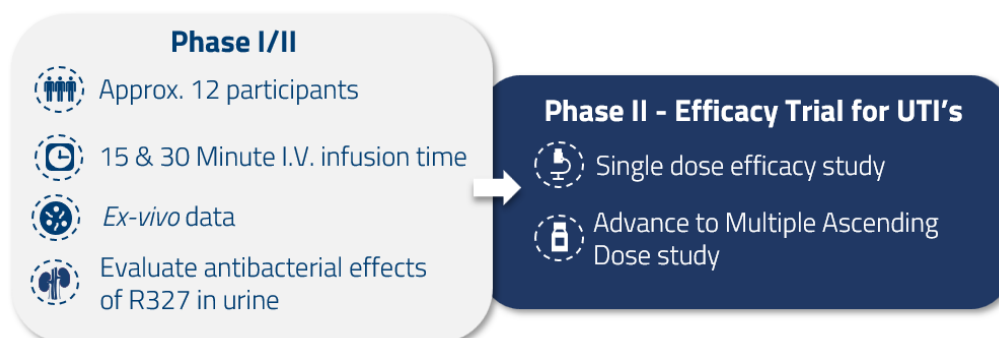 Phase I/II
Approx. 12 participants
15 & 30 Minute I.V. infusion time
Ex-vivo data
Evaluate antibacterial effects
of R327 in urine
Phase II - Efficacy Trial for UTI's
Single dose efficacy study
Advance to Multiple Ascending
Dose study